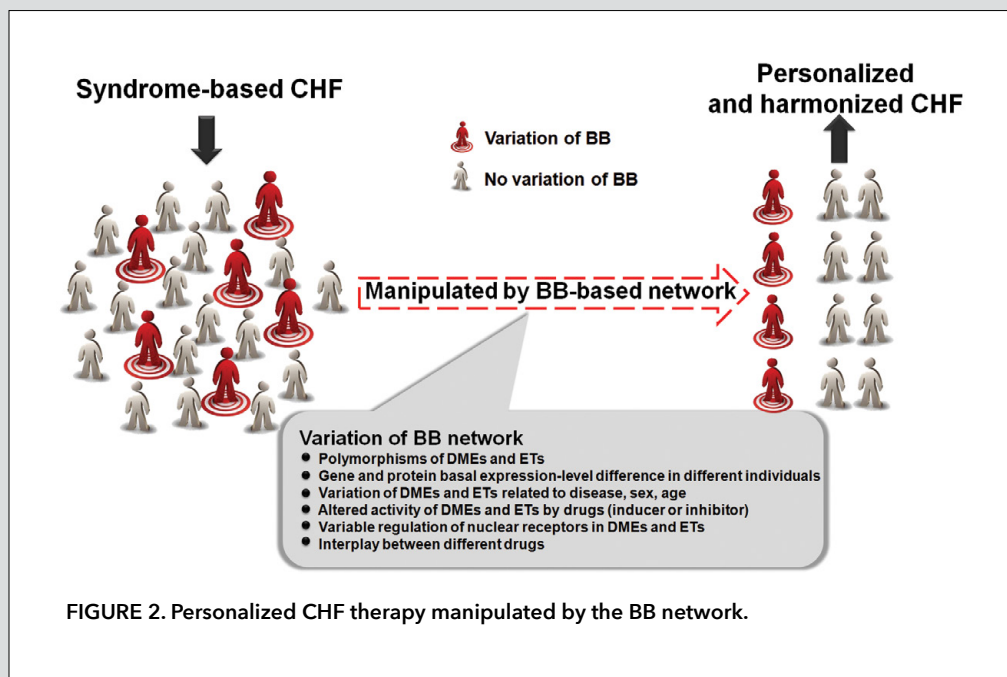 Syndrome-based CHF
Personalized
and harmonized CHF
Variation of BB
No variation of BB
Manipulated by BB-based network
Variation of BB network
● Polymorphisms of DMEs and ETs
● Gene and protein basal expression-level difference in different individuals
● Variation of DMEs and ETs related to disease, sex, age
● Altered activity of DMEs and ETs by drugs (inducer or inhibitor)
● Variable regulation of nuclear receptors in DMEs and ETs
● Interplay between different drugs
FIGURE 2. Personalized CHF therapy manipulated by the BB network.